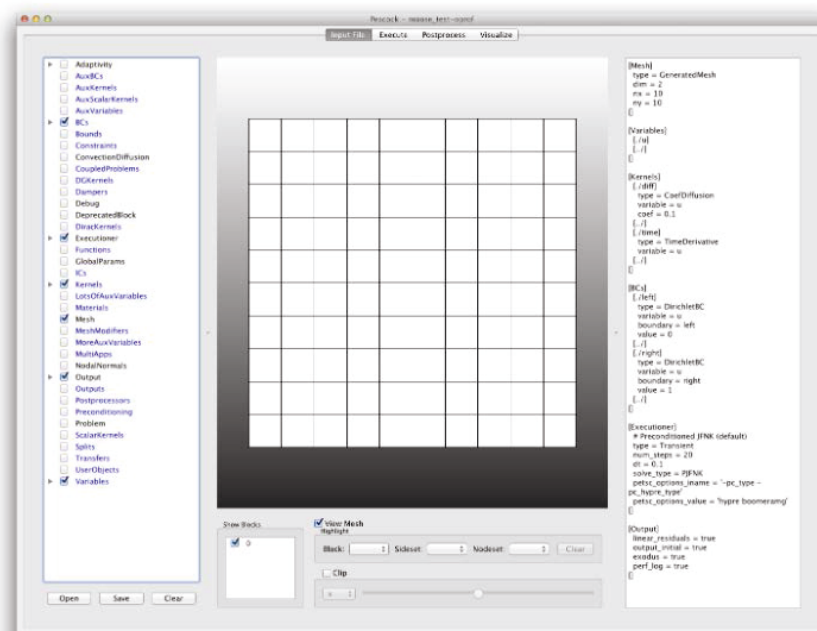 Peacock - moose_test-oprof
Input File Execute Postprocess Visualize
Adaptivity
AuxBCs
AuxKernels
AuxScalarKernels
AuxVariables
BCs
Bounds
Constraints
ConvectionDiffusion
CoupledProblems
DGKernels
Dampers
Debug
DeprecatedBlock
DiracKernels
Executioner
Functions
GlobalParams
ICs
Kernels
LotsOfAuxVariables
Materials
Mesh
MeshModifiers
MoreAuxVariables
MultiApps
NodalNormals
Output
Outputs
Postprocessors
Preconditioning
Problem
ScalarKernels
Splits
Transfers
UserObjects
Variables
Open Save Clear
Show Blocks
0
View Mesh
Highlight
Block: Sideset: Nodeset: Clear
Clip
x
[Mesh]
type = GeneratedMesh
dim = 2
nx = 10
ny = 10
[]
[Variables]
[./u]
[../]
[]
[Kernels]
[./diff]
type = CoefDiffusion
variable = u
coef = 0.1
[../]
[./time]
type = TimeDerivative
variable = u
[../]
[]
[BCs]
[./left]
type = DirichletBC
variable = u
boundary = left
value = 0
[../]
[./right]
type = DirichletBC
variable = u
boundary = right
value = 1
[../]
[]
[Executioner]
# Preconditioned JFNK (default)
type = Transient
num_steps = 20
dt = 0.1
solve_type = PJFNK
petsc_options_iname = '-pc_type -
pc_hypre_type'
petsc_options_value = 'hypre boomeramg'
[]
[Output]
linear_residuals = true
output_initial = true
exodus = true
perf_log = true
[]